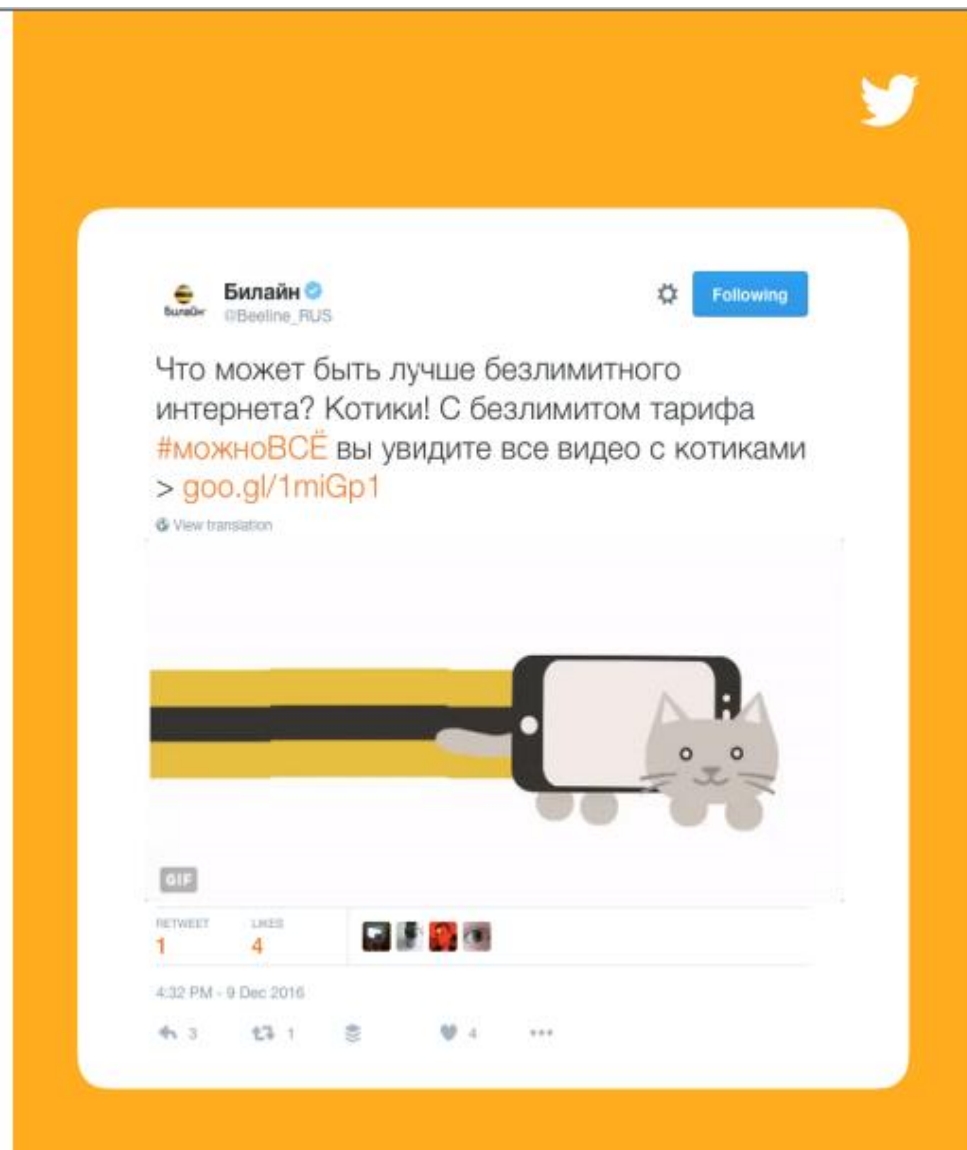 Билайн
билайн
@Beeline_RUS
Following
Что может быть лучше безлимитного
интернета? Котики! С безлимитом тарифа
#можноВСЁ вы увидите все видео с котиками
> goo.gl/1miGp1
View translation
GIF
RETWEET LIKES
1 4
4:32 PM - 9 Dec 2016
3 1 4